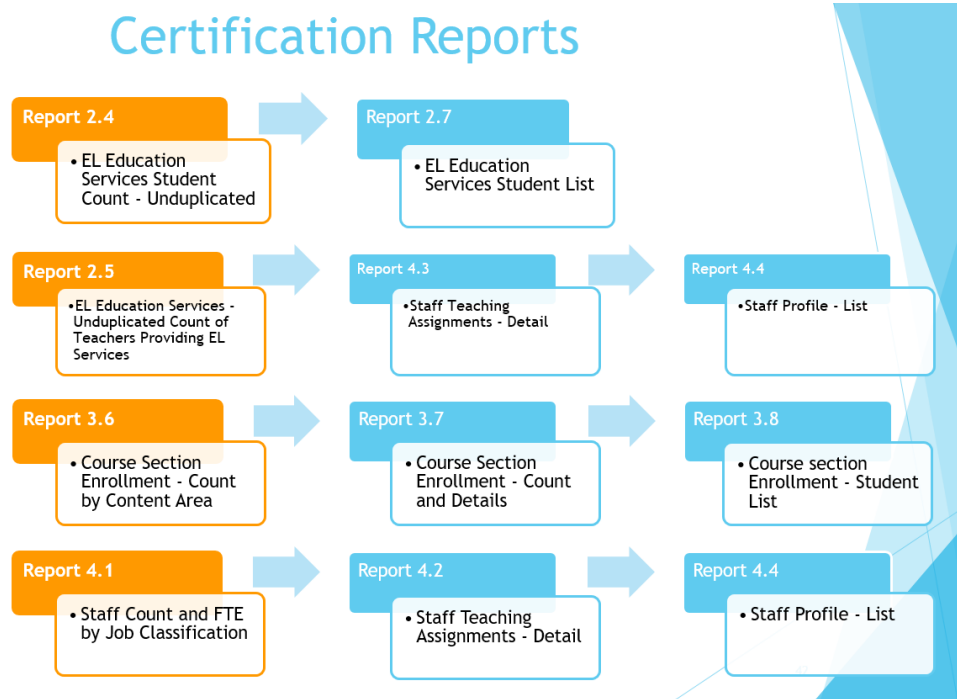 Certification Reports
Report 2.4
• EL Education
Services Student
Count - Unduplicated
Report 2.7
• EL Education
Services Student List
Report 2.5
•EL Education Services -
Unduplicated Count of
Teachers Providing EL
Services
Report 4.3
•Staff Teaching
Assignments - Detail
Report 4.4
•Staff Profile - List
Report 3.6
• Course Section
Enrollment - Count
by Content Area
Report 3.7
• Course Section
Enrollment - Count
and Details
Report 3.8
• Course section
Enrollment - Student
List
Report 4.1
• Staff Count and FTE
by Job Classification
Report 4.2
• Staff Teaching
Assignments - Detail
Report 4.4
• Staff Profile - List